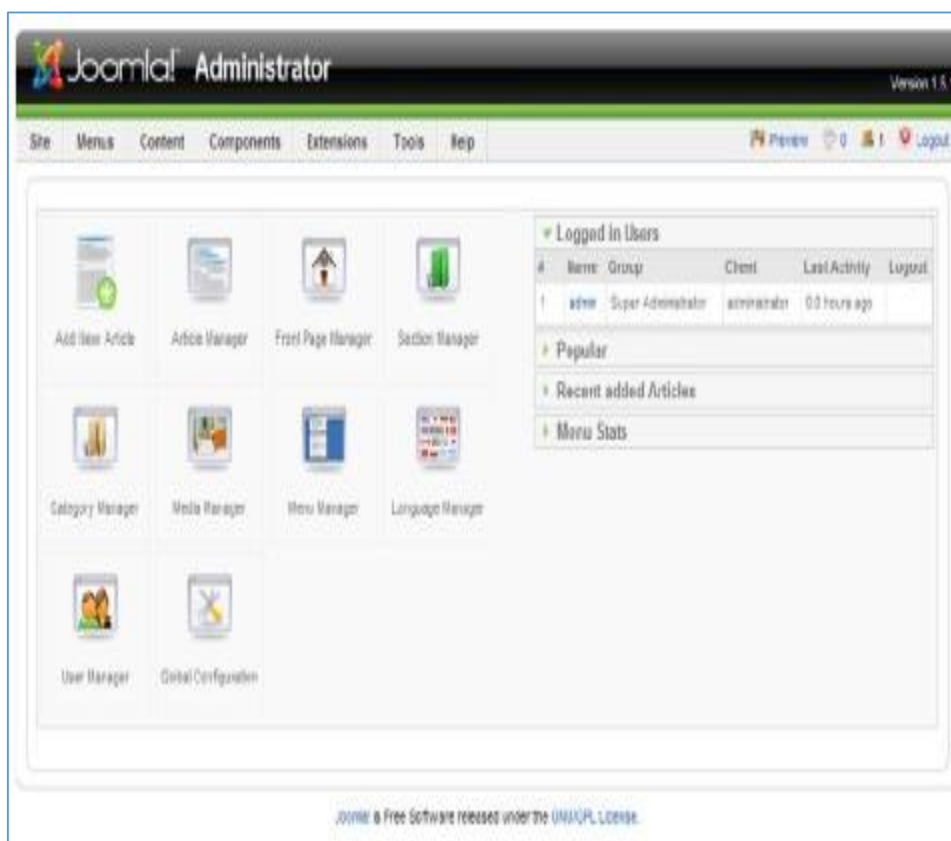 Joomla! Administrator
Version 1.5.
Site Menus Content Components Extensions Tools Help
Preview 0 1 Logout
Logged in Users
# Name Group Client Last Activity Logout
1 admin Super Administrator administrator 0.0 hours ago
Add New Article Article Manager Front Page Manager Section Manager
Popular
Recent added Articles
Menu Stats
Category Manager Media Manager Menu Manager Language Manager
User Manager Global Configuration
Joomla! is Free Software released under the GNU/GPL License.